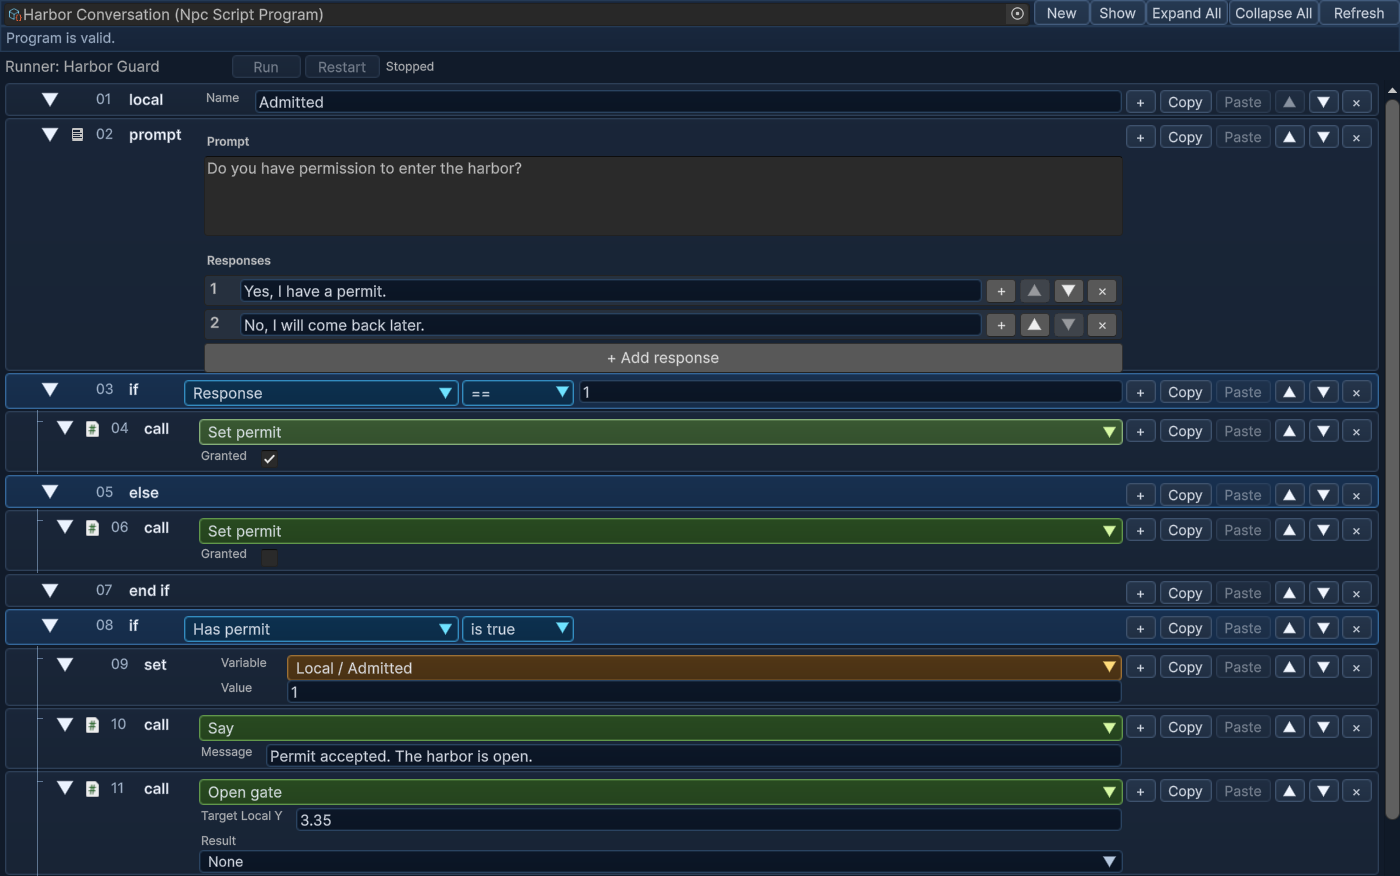 Harbor Conversation (Npc Script Program) New Show Expand All Collapse All Refresh
Program is valid.
Runner: Harbor Guard Run Restart Stopped
01 local Name Admitted + Copy Paste ×
02 prompt Prompt + Copy Paste ×
Do you have permission to enter the harbor?
Responses
1 Yes, I have a permit. + ×
2 No, I will come back later. + ×
+ Add response
03 if Response == 1 + Copy Paste ×
04 call Set permit + Copy Paste ×
Granted
05 else + Copy Paste ×
06 call Set permit + Copy Paste ×
Granted
07 end if + Copy Paste ×
08 if Has permit is true + Copy Paste ×
09 set Variable Local / Admitted + Copy Paste ×
Value 1
10 call Say + Copy Paste ×
Message Permit accepted. The harbor is open.
11 call Open gate + Copy Paste ×
Target Local Y 3.35
Result
None